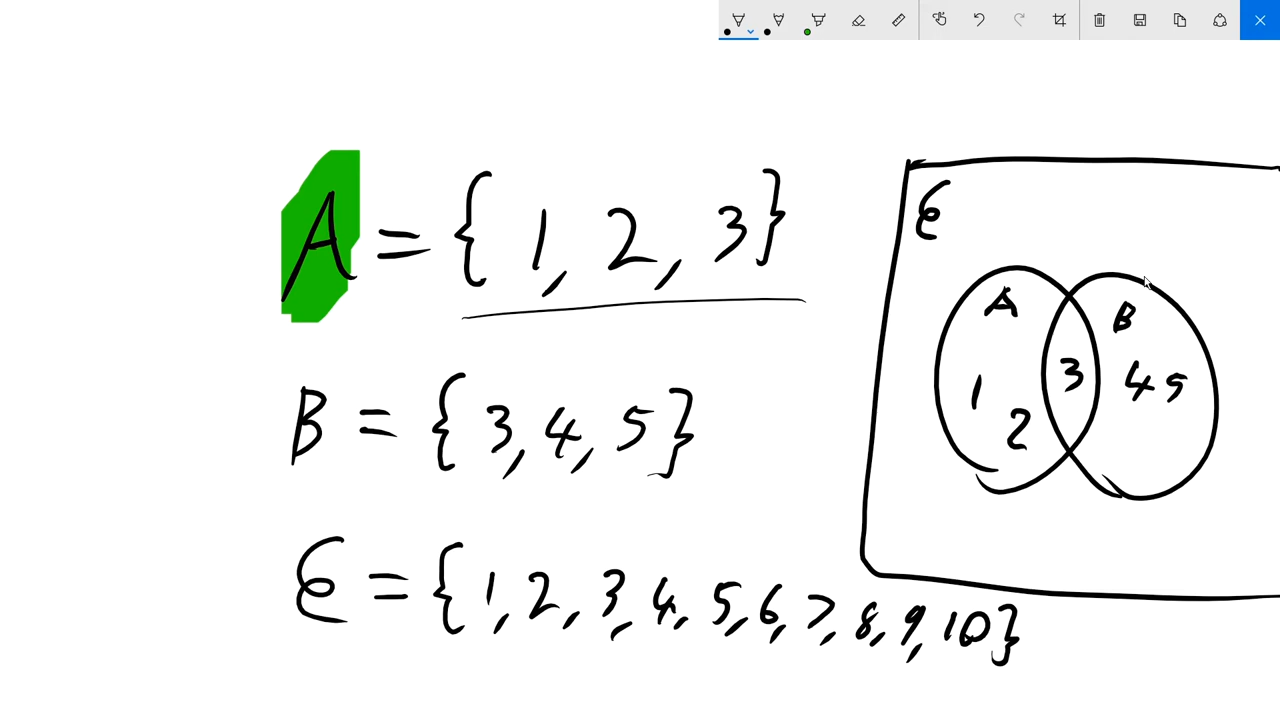 A = { 1, 2, 3}
B = {3, 4, 5}
ℰ = {1, 2, 3, 4, 5, 6, 7, 8, 9, 10}
ℰ
A B
1 2 3 4 5